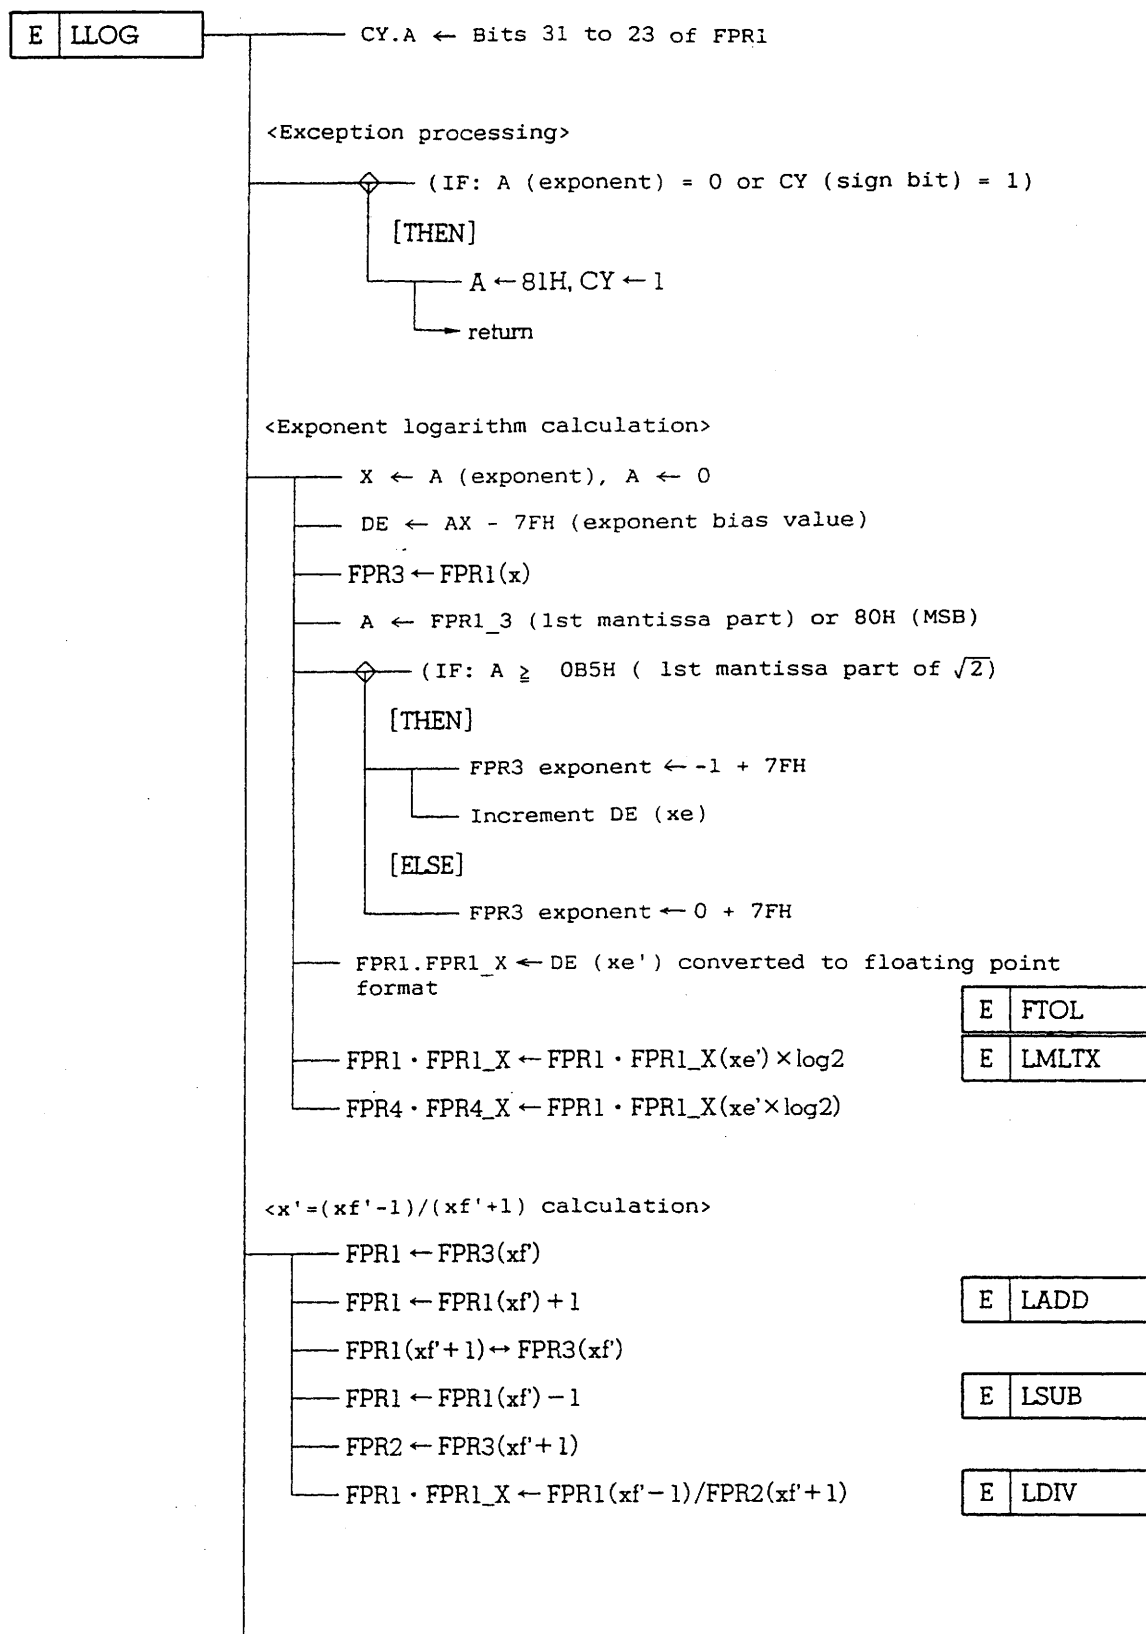 E LLOG
CY.A ← Bits 31 to 23 of FPR1
<Exception processing>
(IF: A (exponent) = 0 or CY (sign bit) = 1)
[THEN]
A ← 81H, CY ← 1
return
<Exponent logarithm calculation>
X ← A (exponent), A ← 0
DE ← AX - 7FH (exponent bias value)
FPR3 ← FPR1(x)
A ← FPR1_3 (1st mantissa part) or 80H (MSB)
(IF: A ≧ 0B5H ( 1st mantissa part of √2)
[THEN]
FPR3 exponent ← -1 + 7FH
Increment DE (xe)
[ELSE]
FPR3 exponent ← 0 + 7FH
FPR1.FPR1_X ← DE (xe') converted to floating point
format
E FTOL
FPR1・FPR1_X ← FPR1・FPR1_X(xe')×log2 E LMLTX
FPR4・FPR4_X ← FPR1・FPR1_X(xe'×log2)
<x'=(xf'-1)/(xf'+1) calculation>
FPR1 ← FPR3(xf')
FPR1 ← FPR1(xf')+1 E LADD
FPR1(xf'+1) ↔ FPR3(xf')
FPR1 ← FPR1(xf')-1 E LSUB
FPR2 ← FPR3(xf'+1)
FPR1・FPR1_X ← FPR1(xf'-1)/FPR2(xf'+1) E LDIV